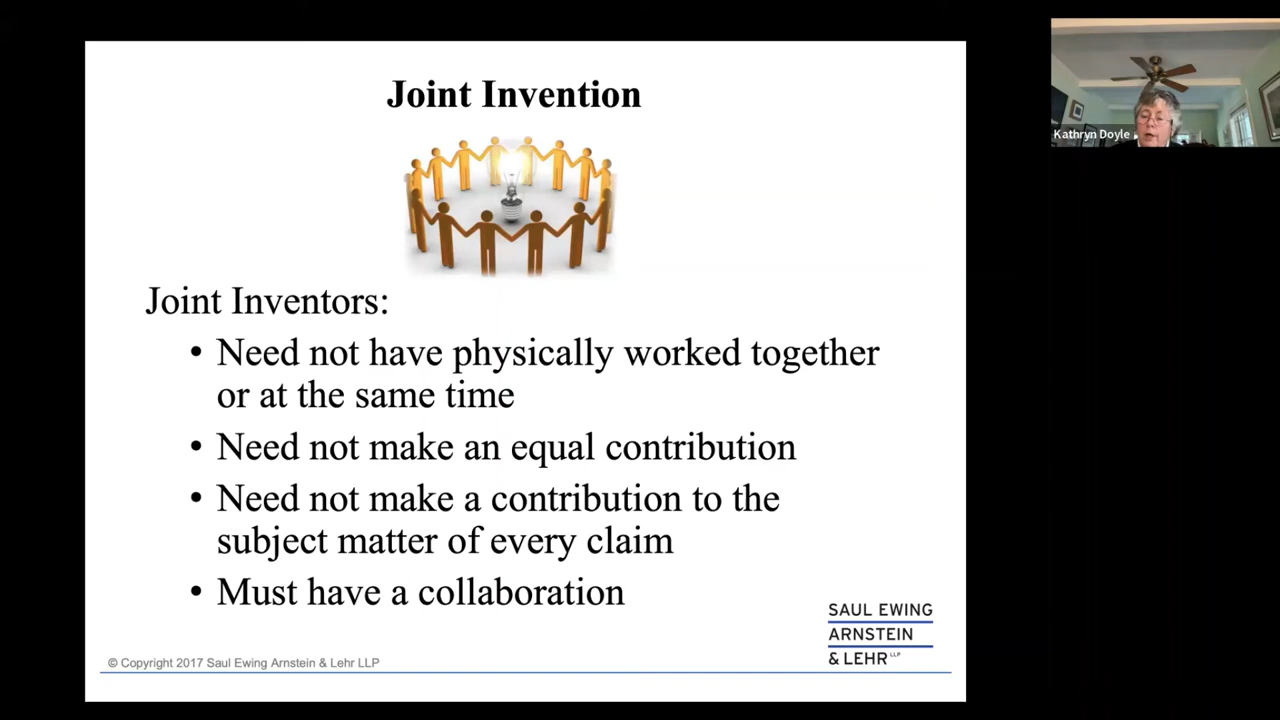 Joint Invention
Joint Inventors:
• Need not have physically worked together
or at the same time
• Need not make an equal contribution
• Need not make a contribution to the
subject matter of every claim
• Must have a collaboration
SAUL EWING
ARNSTEIN
& LEHR LLP
© Copyright 2017 Saul Ewing Arnstein & Lehr LLP
Kathryn Doyle